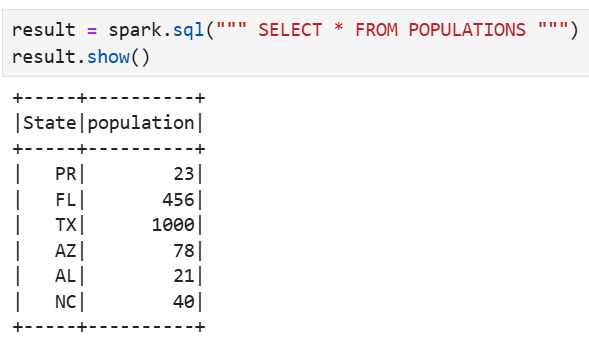 result = spark.sql(""" SELECT * FROM POPULATIONS """)
result.show()
+-----+----------+
|State|population|
+-----+----------+
|   PR|        23|
|   FL|       456|
|   TX|      1000|
|   AZ|        78|
|   AL|        21|
|   NC|        40|
+-----+----------+